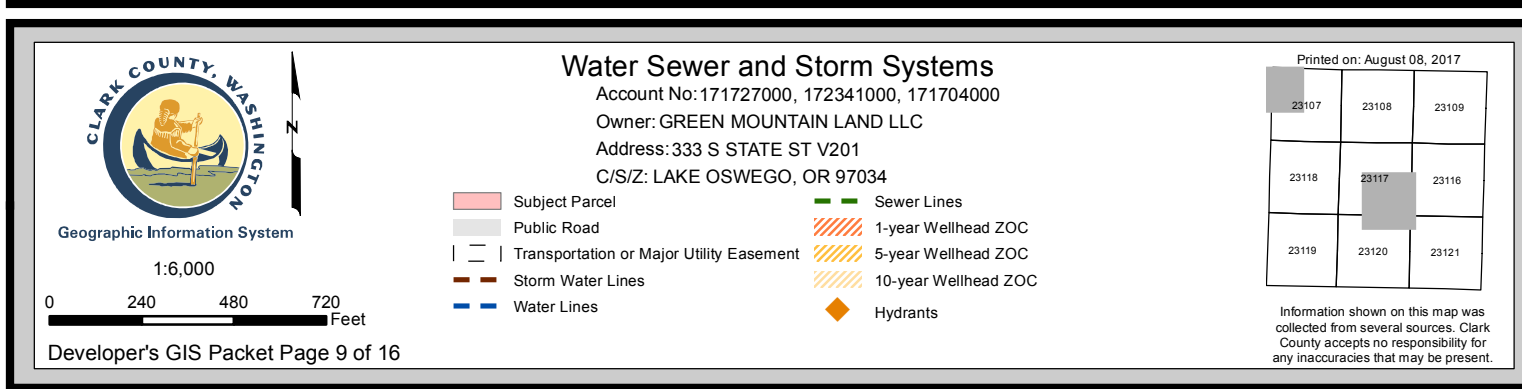 CLARK COUNTY, WASHINGTON
Geographic Information System
1:6,000
0 240 480 720
Feet
Developer's GIS Packet Page 9 of 16
N
Water Sewer and Storm Systems
Account No: 171727000, 172341000, 171704000
Owner: GREEN MOUNTAIN LAND LLC
Address: 333 S STATE ST V201
C/S/Z: LAKE OSWEGO, OR 97034
Subject Parcel
Public Road
Transportation or Major Utility Easement
Storm Water Lines
Water Lines
Sewer Lines
1-year Wellhead ZOC
5-year Wellhead ZOC
10-year Wellhead ZOC
Hydrants
Printed on: August 08, 2017
23107 23108 23109
23118 23117 23116
23119 23120 23121
Information shown on this map was
collected from several sources. Clark
County accepts no responsibility for
any inaccuracies that may be present.